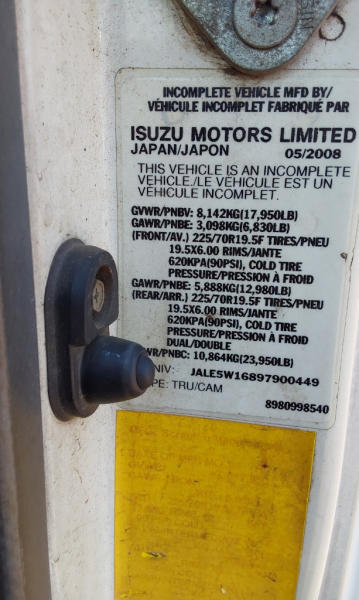 INCOMPLETE VEHICLE MFD BY/
VÉHICULE INCOMPLET FABRIQUÉ PAR
ISUZU MOTORS LIMITED
JAPAN/JAPON 05/2008
THIS VEHICLE IS AN INCOMPLETE
VEHICLE./LE VEHICULE EST UN
VÉHICULE INCOMPLET.
GVWR/PNBV: 8,142KG(17,950LB)
GAWR/PNBE: 3,098KG(6,830LB)
(FRONT/AV.) 225/70R19.5F TIRES/PNEU
19.5X6.00 RIMS/JANTE
620KPA(90PSI), COLD TIRE
PRESSURE/PRESSION À FROID
GAWR/PNBE: 5,888KG(12,980LB)
(REAR/ARR.) 225/70R19.5F TIRES/PNEU
19.5X6.00 RIMS/JANTE
620KPA(90PSI), COLD TIRE
PRESSURE/PRESSION À FROID
DUAL/DOUBLE
WR/PNBC: 10,864KG(23,950LB)
NIV: JALE5W16897900449
PE: TRU/CAM
8980998540